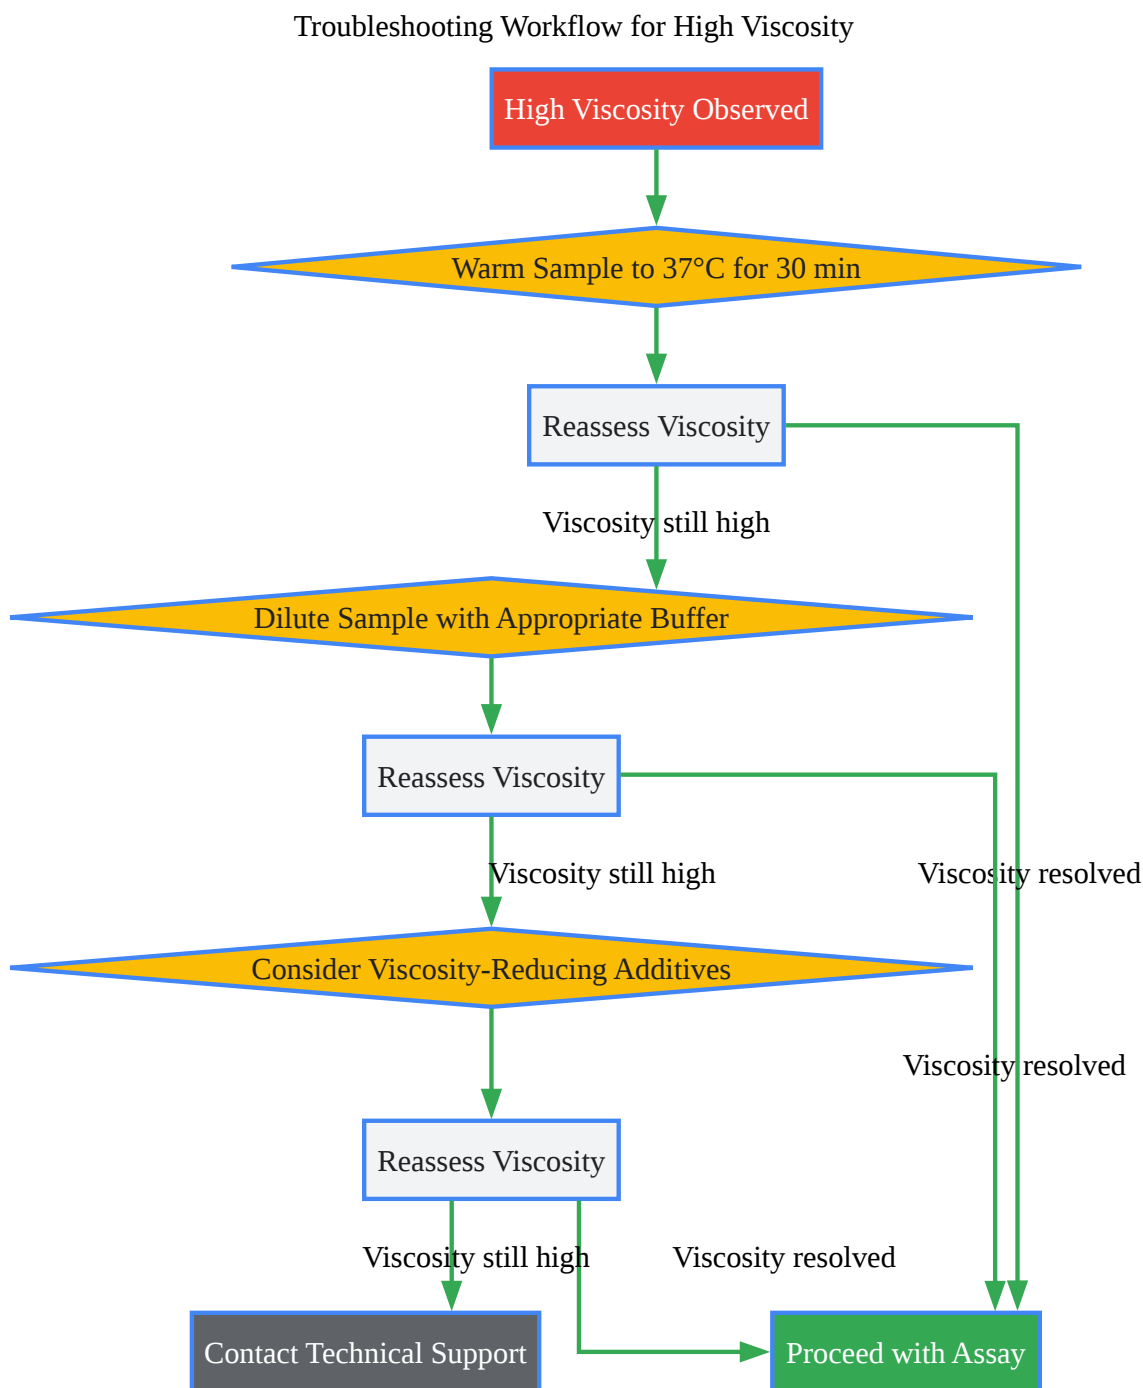 Troubleshooting Workflow for High Viscosity
High Viscosity Observed
Warm Sample to 37°C for 30 min
Reassess Viscosity
Viscosity still high
Dilute Sample with Appropriate Buffer
Reassess Viscosity
Viscosity still high
Viscosity resolved
Consider Viscosity-Reducing Additives
Viscosity resolved
Reassess Viscosity
Viscosity still high
Viscosity resolved
Contact Technical Support
Proceed with Assay